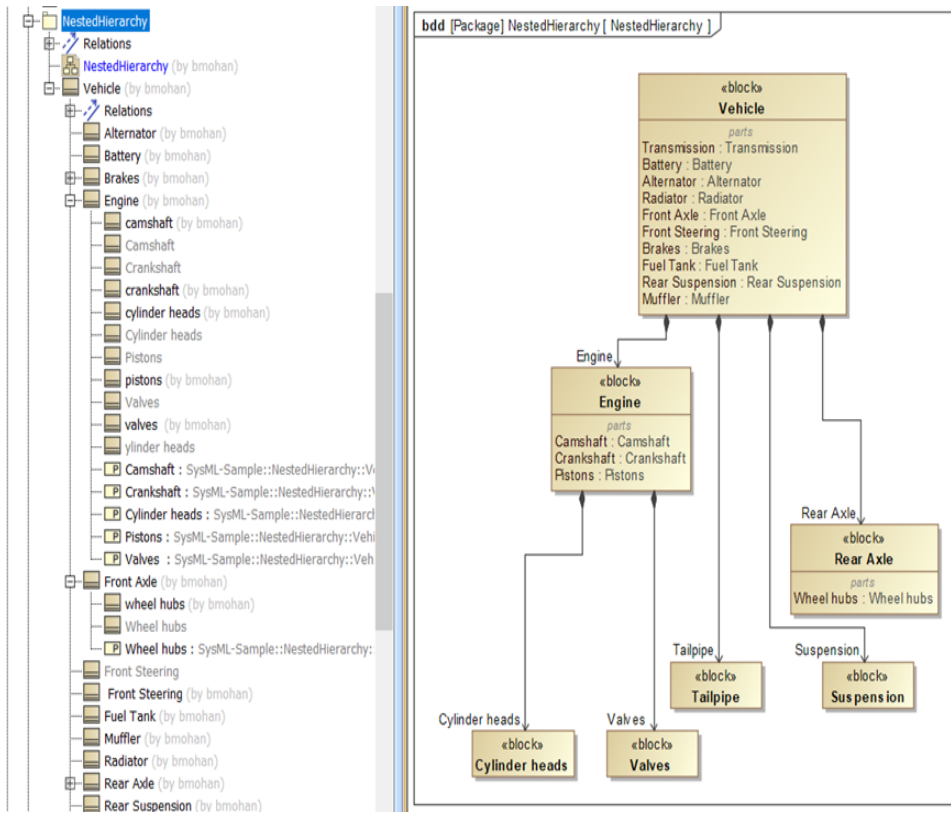 NestedHierarchy
Relations
NestedHierarchy (by bmohan)
Vehicle (by bmohan)
Relations
Alternator (by bmohan)
Battery (by bmohan)
Brakes (by bmohan)
Engine (by bmohan)
camshaft (by bmohan)
Camshaft
Crankshaft
crankshaft (by bmohan)
cylinder heads (by bmohan)
Cylinder heads
Pistons
pistons (by bmohan)
Valves
valves (by bmohan)
ylinder heads
P Camshaft : SysML-Sample::NestedHierarchy::Ve
P Crankshaft : SysML-Sample::NestedHierarchy::V
P Cylinder heads : SysML-Sample::NestedHierarch
P Pistons : SysML-Sample::NestedHierarchy::Vehi
P Valves : SysML-Sample::NestedHierarchy::Veh
Front Axle (by bmohan)
wheel hubs (by bmohan)
Wheel hubs
P Wheel hubs : SysML-Sample::NestedHierarchy:
Front Steering
Front Steering (by bmohan)
Fuel Tank (by bmohan)
Muffler (by bmohan)
Radiator (by bmohan)
Rear Axle (by bmohan)
Rear Suspension (by bmohan)
bdd [Package] NestedHierarchy [ NestedHierarchy ]
«block»
Vehicle
parts
Transmission : Transmission
Battery : Battery
Alternator : Alternator
Radiator : Radiator
Front Axle : Front Axle
Front Steering : Front Steering
Brakes : Brakes
Fuel Tank : Fuel Tank
Rear Suspension : Rear Suspension
Muffler : Muffler
Engine
«block»
Engine
parts
Camshaft : Camshaft
Crankshaft : Crankshaft
Pistons : Pistons
Rear Axle
«block»
Rear Axle
parts
Wheel hubs : Wheel hubs
Tailpipe
«block»
Tailpipe
Suspension
«block»
Suspension
Cylinder heads
«block»
Cylinder heads
Valves
«block»
Valves